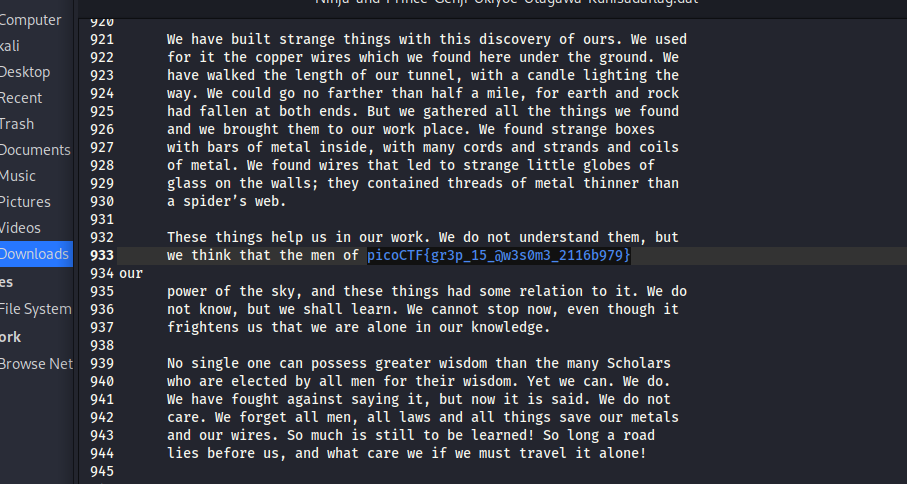 Ninja-and-Prince-Genji-Ukiyoe-Utagawa-Kunisadaflag.dat
Computer
kali
Desktop
Recent
Trash
Documents
Music
Pictures
Videos
Downloads
es
File System
ork
Browse Net
920
921 We have built strange things with this discovery of ours. We used
922 for it the copper wires which we found here under the ground. We
923 have walked the length of our tunnel, with a candle lighting the
924 way. We could go no farther than half a mile, for earth and rock
925 had fallen at both ends. But we gathered all the things we found
926 and we brought them to our work place. We found strange boxes
927 with bars of metal inside, with many cords and strands and coils
928 of metal. We found wires that led to strange little globes of
929 glass on the walls; they contained threads of metal thinner than
930 a spider’s web.
931
932 These things help us in our work. We do not understand them, but
933 we think that the men of picoCTF{gr3p_15_@w3s0m3_2116b979}
934 our
935 power of the sky, and these things had some relation to it. We do
936 not know, but we shall learn. We cannot stop now, even though it
937 frightens us that we are alone in our knowledge.
938
939 No single one can possess greater wisdom than the many Scholars
940 who are elected by all men for their wisdom. Yet we can. We do.
941 We have fought against saying it, but now it is said. We do not
942 care. We forget all men, all laws and all things save our metals
943 and our wires. So much is still to be learned! So long a road
944 lies before us, and what care we if we must travel it alone!
945